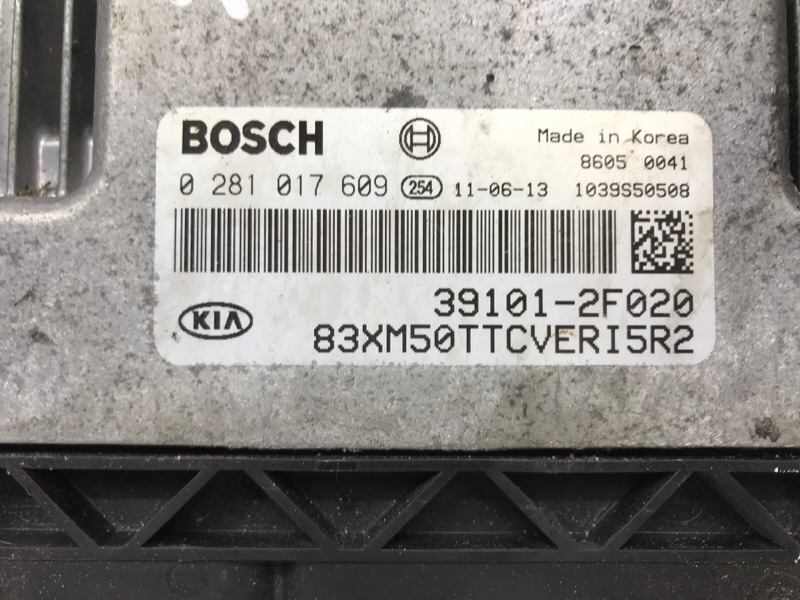 BOSCH
Made in Korea
8605 0041
0 281 017 609 254 11-06-13 1039S50508
39101-2F020
KIA
83XM50TTCVERI5R2